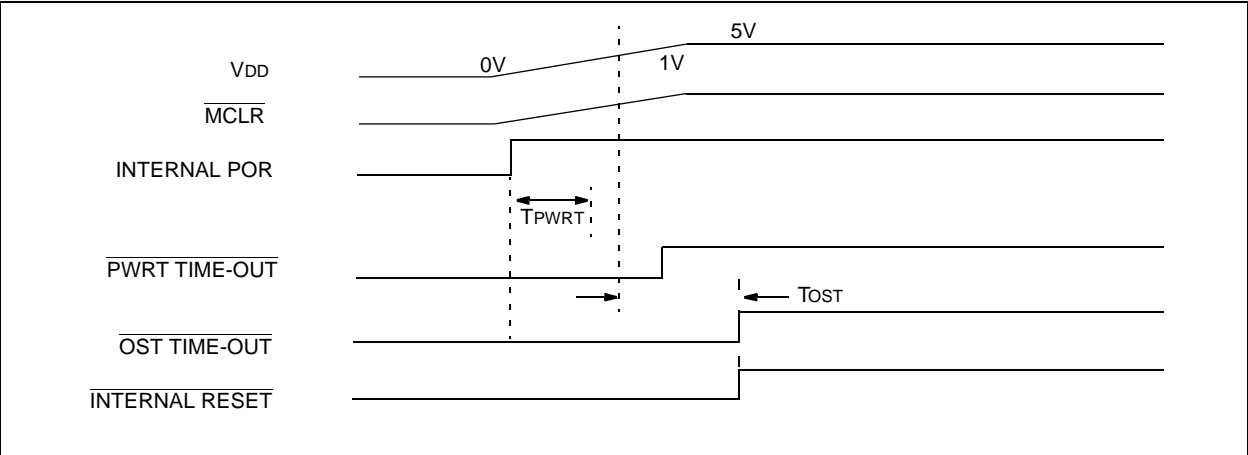 5V
0V
1V
VDD
MCLR
INTERNAL POR
TPWRT
PWRT TIME-OUT
TOST
OST TIME-OUT
INTERNAL RESET